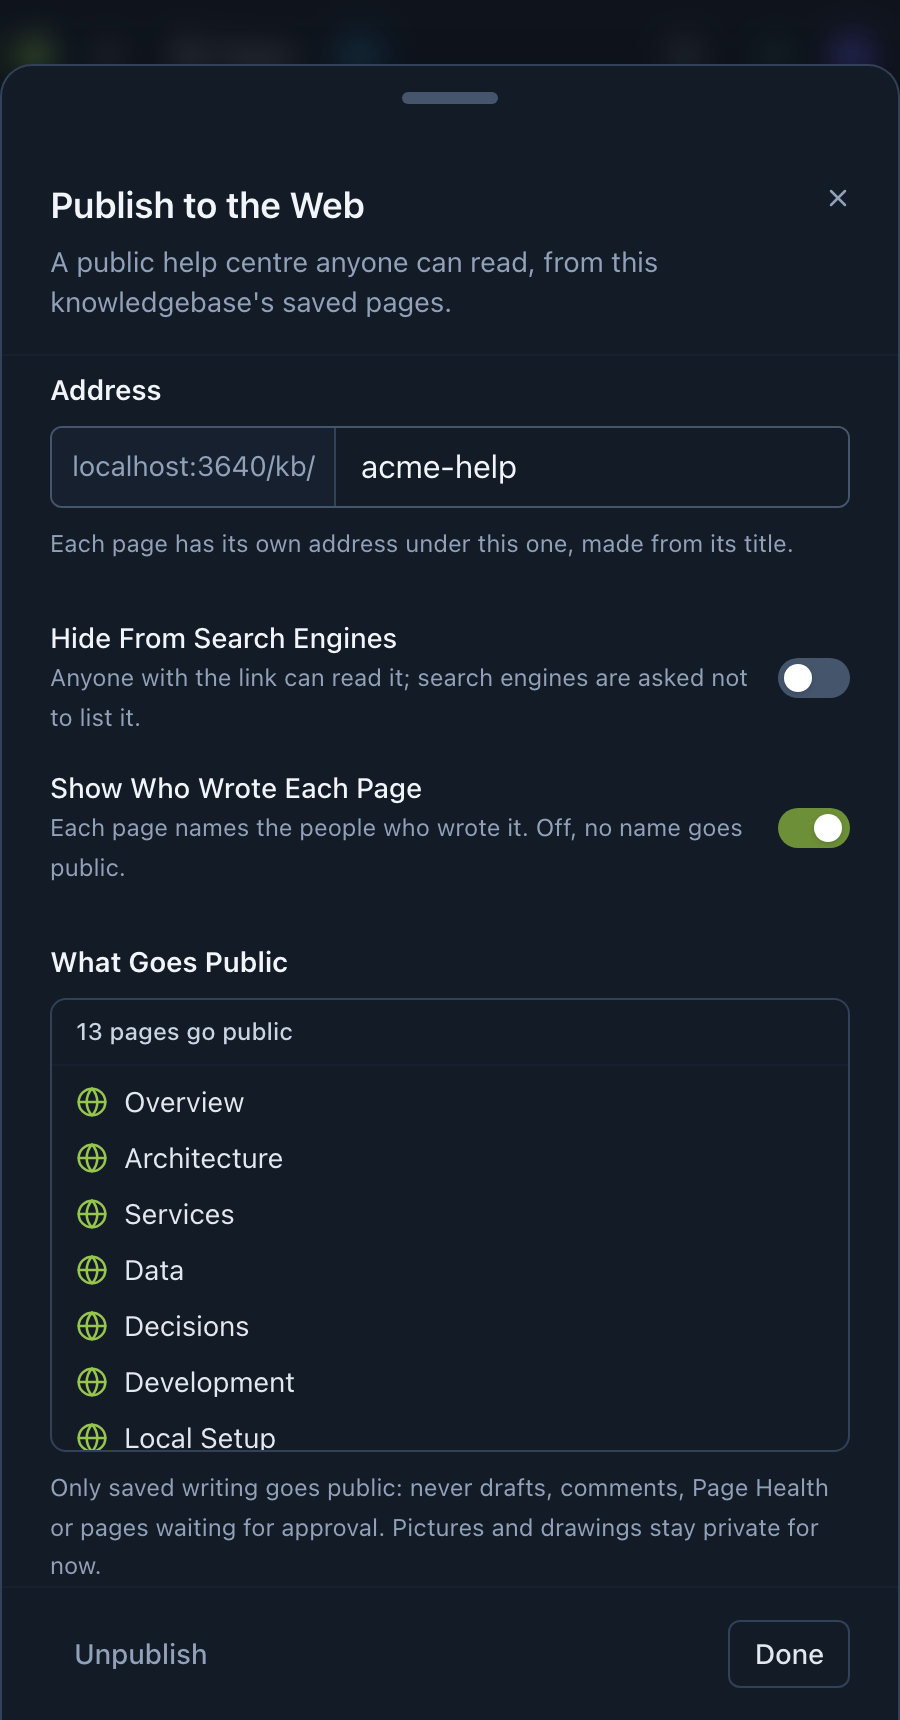 Publish to the Web
A public help centre anyone can read, from this
knowledgebase's saved pages.
Address
localhost:3640/kb/ acme-help
Each page has its own address under this one, made from its title.
Hide From Search Engines
Anyone with the link can read it; search engines are asked not
to list it.
Show Who Wrote Each Page
Each page names the people who wrote it. Off, no name goes
public.
What Goes Public
13 pages go public
Overview
Architecture
Services
Data
Decisions
Development
Local Setup
Only saved writing goes public: never drafts, comments, Page Health
or pages waiting for approval. Pictures and drawings stay private for
now.
Unpublish Done